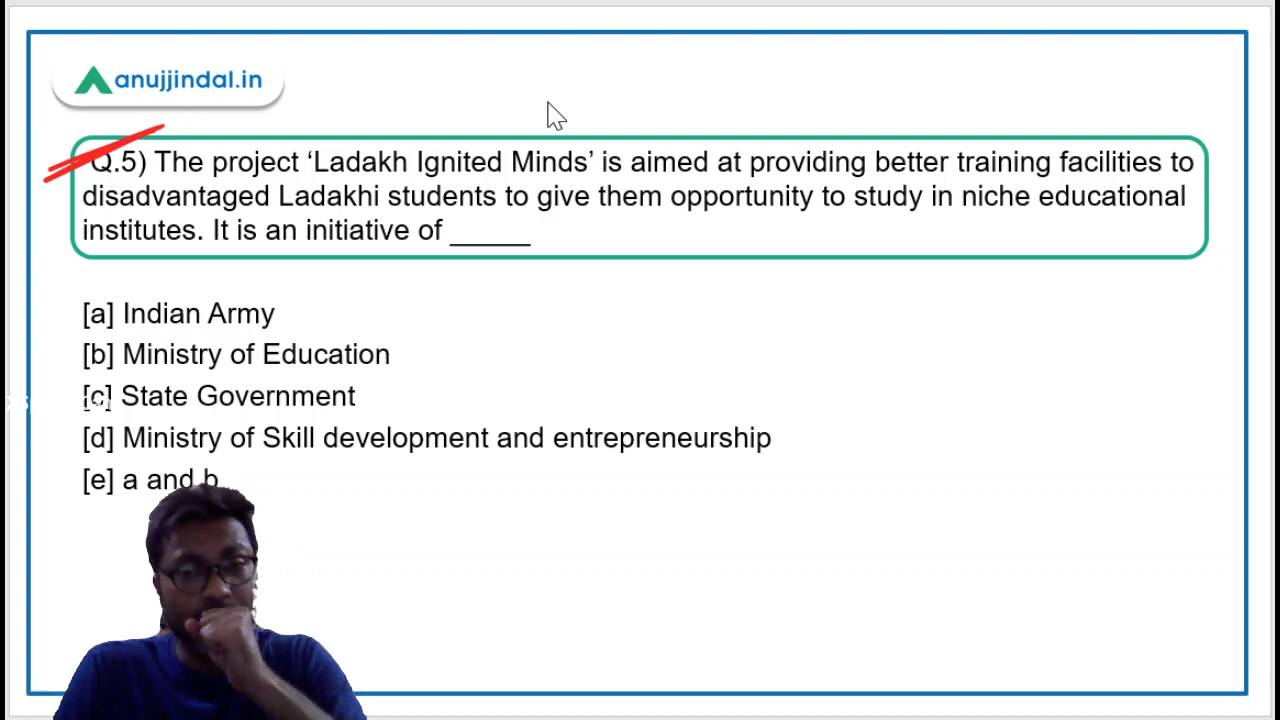 anujjindal.in
Q.5) The project ‘Ladakh Ignited Minds’ is aimed at providing better training facilities to
disadvantaged Ladakhi students to give them opportunity to study in niche educational
institutes. It is an initiative of _____
[a] Indian Army
[b] Ministry of Education
[c] State Government
[d] Ministry of Skill development and entrepreneurship
[e] a and b